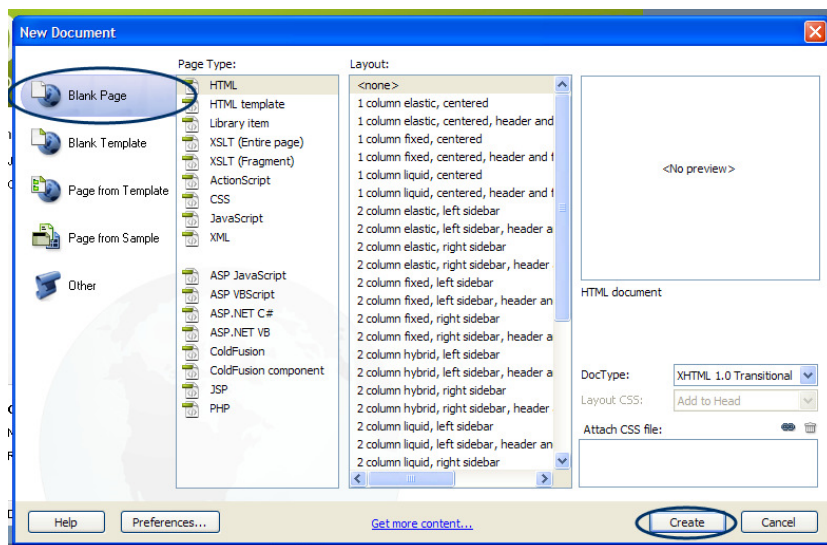 New Document
Page Type:
Layout:
Blank Page
Blank Template
Page from Template
Page from Sample
Other
HTML
HTML template
Library item
XSLT (Entire page)
XSLT (Fragment)
ActionScript
CSS
JavaScript
XML
ASP JavaScript
ASP VBScript
ASP.NET C#
ASP.NET VB
ColdFusion
ColdFusion component
JSP
PHP
<none>
1 column elastic, centered
1 column elastic, centered, header and
1 column fixed, centered
1 column fixed, centered, header and f
1 column liquid, centered
1 column liquid, centered, header and f
2 column elastic, left sidebar
2 column elastic, left sidebar, header a
2 column elastic, right sidebar
2 column elastic, right sidebar, header
2 column fixed, left sidebar
2 column fixed, left sidebar, header an
2 column fixed, right sidebar
2 column fixed, right sidebar, header a
2 column hybrid, left sidebar
2 column hybrid, left sidebar, header a
2 column hybrid, right sidebar
2 column hybrid, right sidebar, header
2 column liquid, left sidebar
2 column liquid, left sidebar, header an
2 column liquid, right sidebar
<No preview>
HTML document
DocType: XHTML 1.0 Transitional
Layout CSS: Add to Head
Attach CSS file:
Help
Preferences...
Get more content...
Create
Cancel